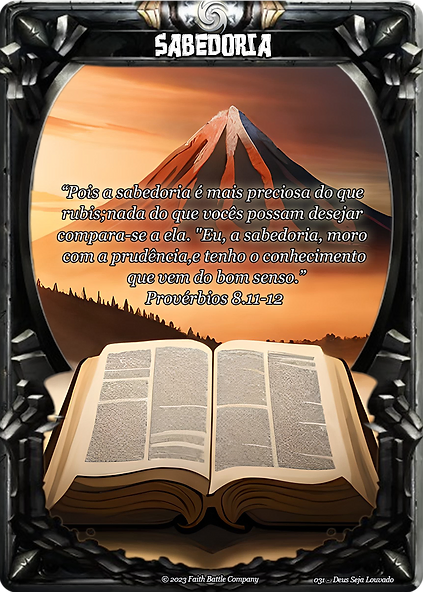 SABEDORIA
“Pois a sabedoria é mais preciosa do que
rubis;nada do que vocês possam desejar
compara-se a ela. "Eu, a sabedoria, moro
com a prudência,e tenho o conhecimento
que vem do bom senso.”
Provérbios 8.11-12
© 2023 Faith Battle Company
031 - Deus Seja Louvado